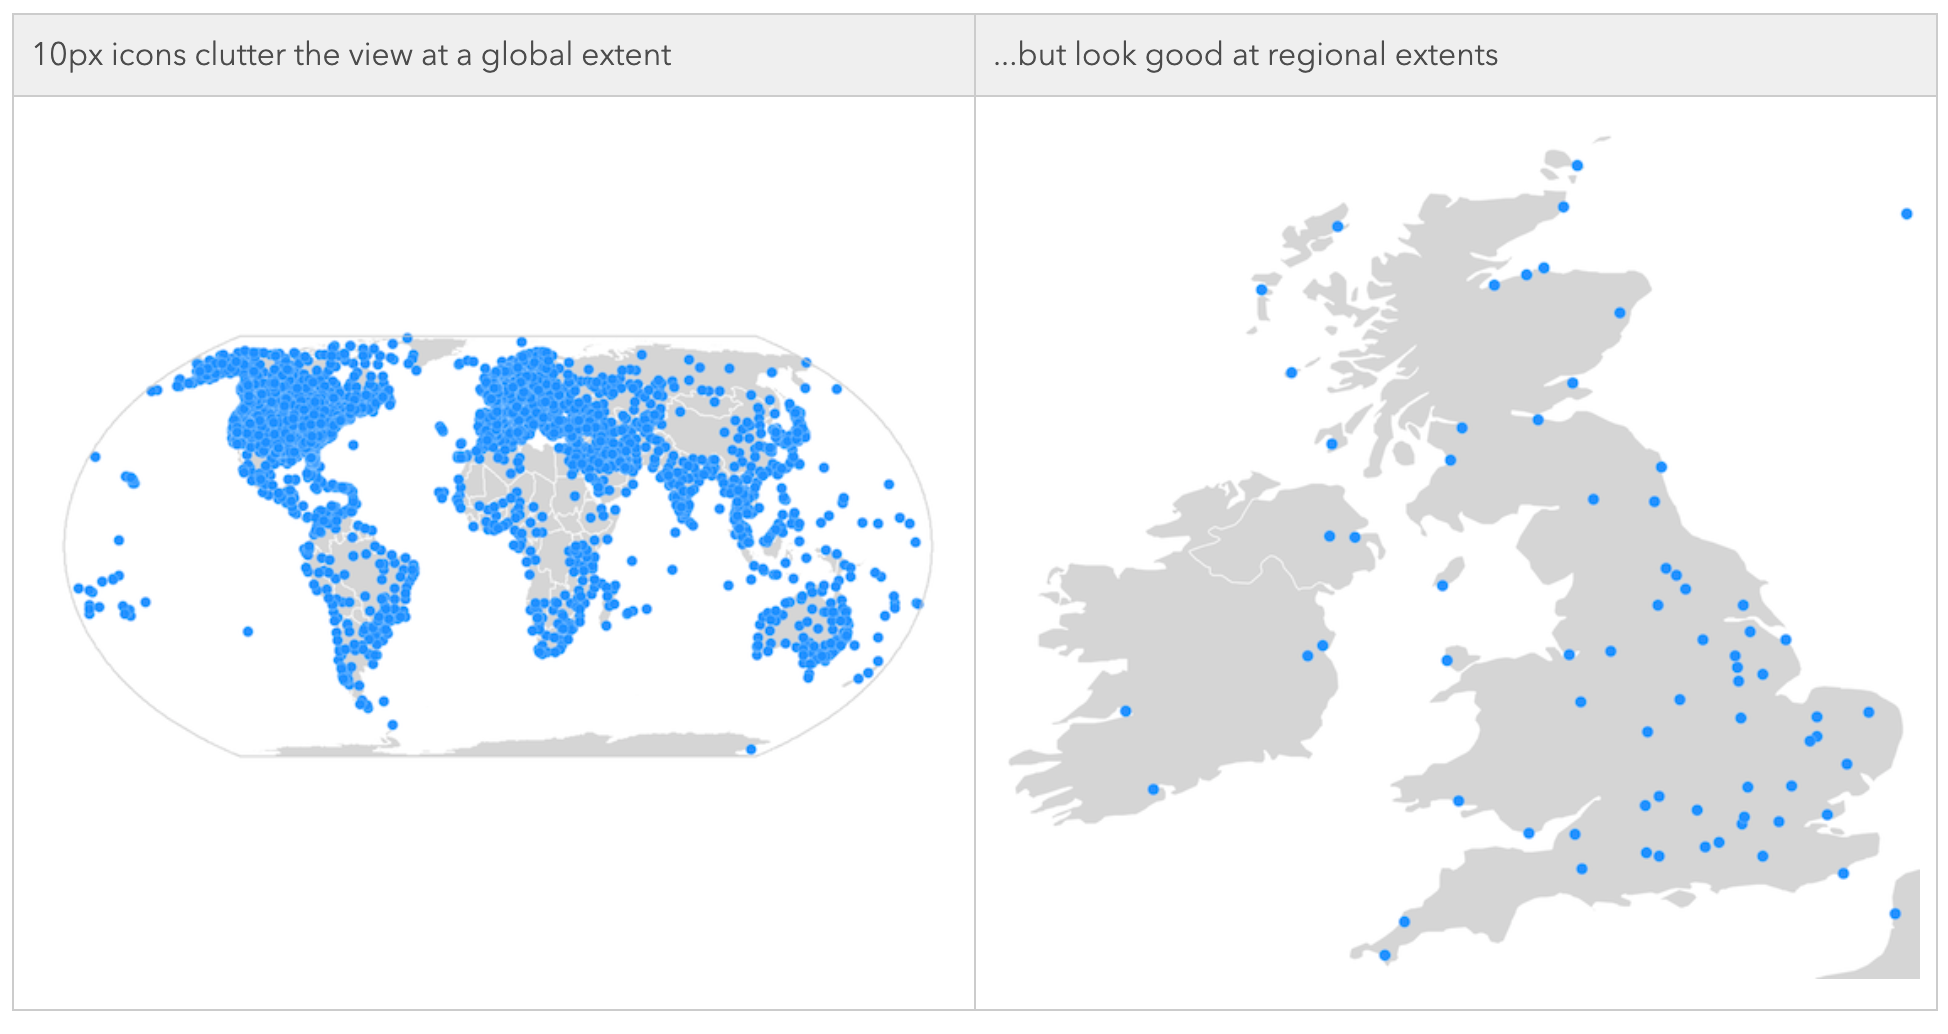 10px icons clutter the view at a global extent
...but look good at regional extents